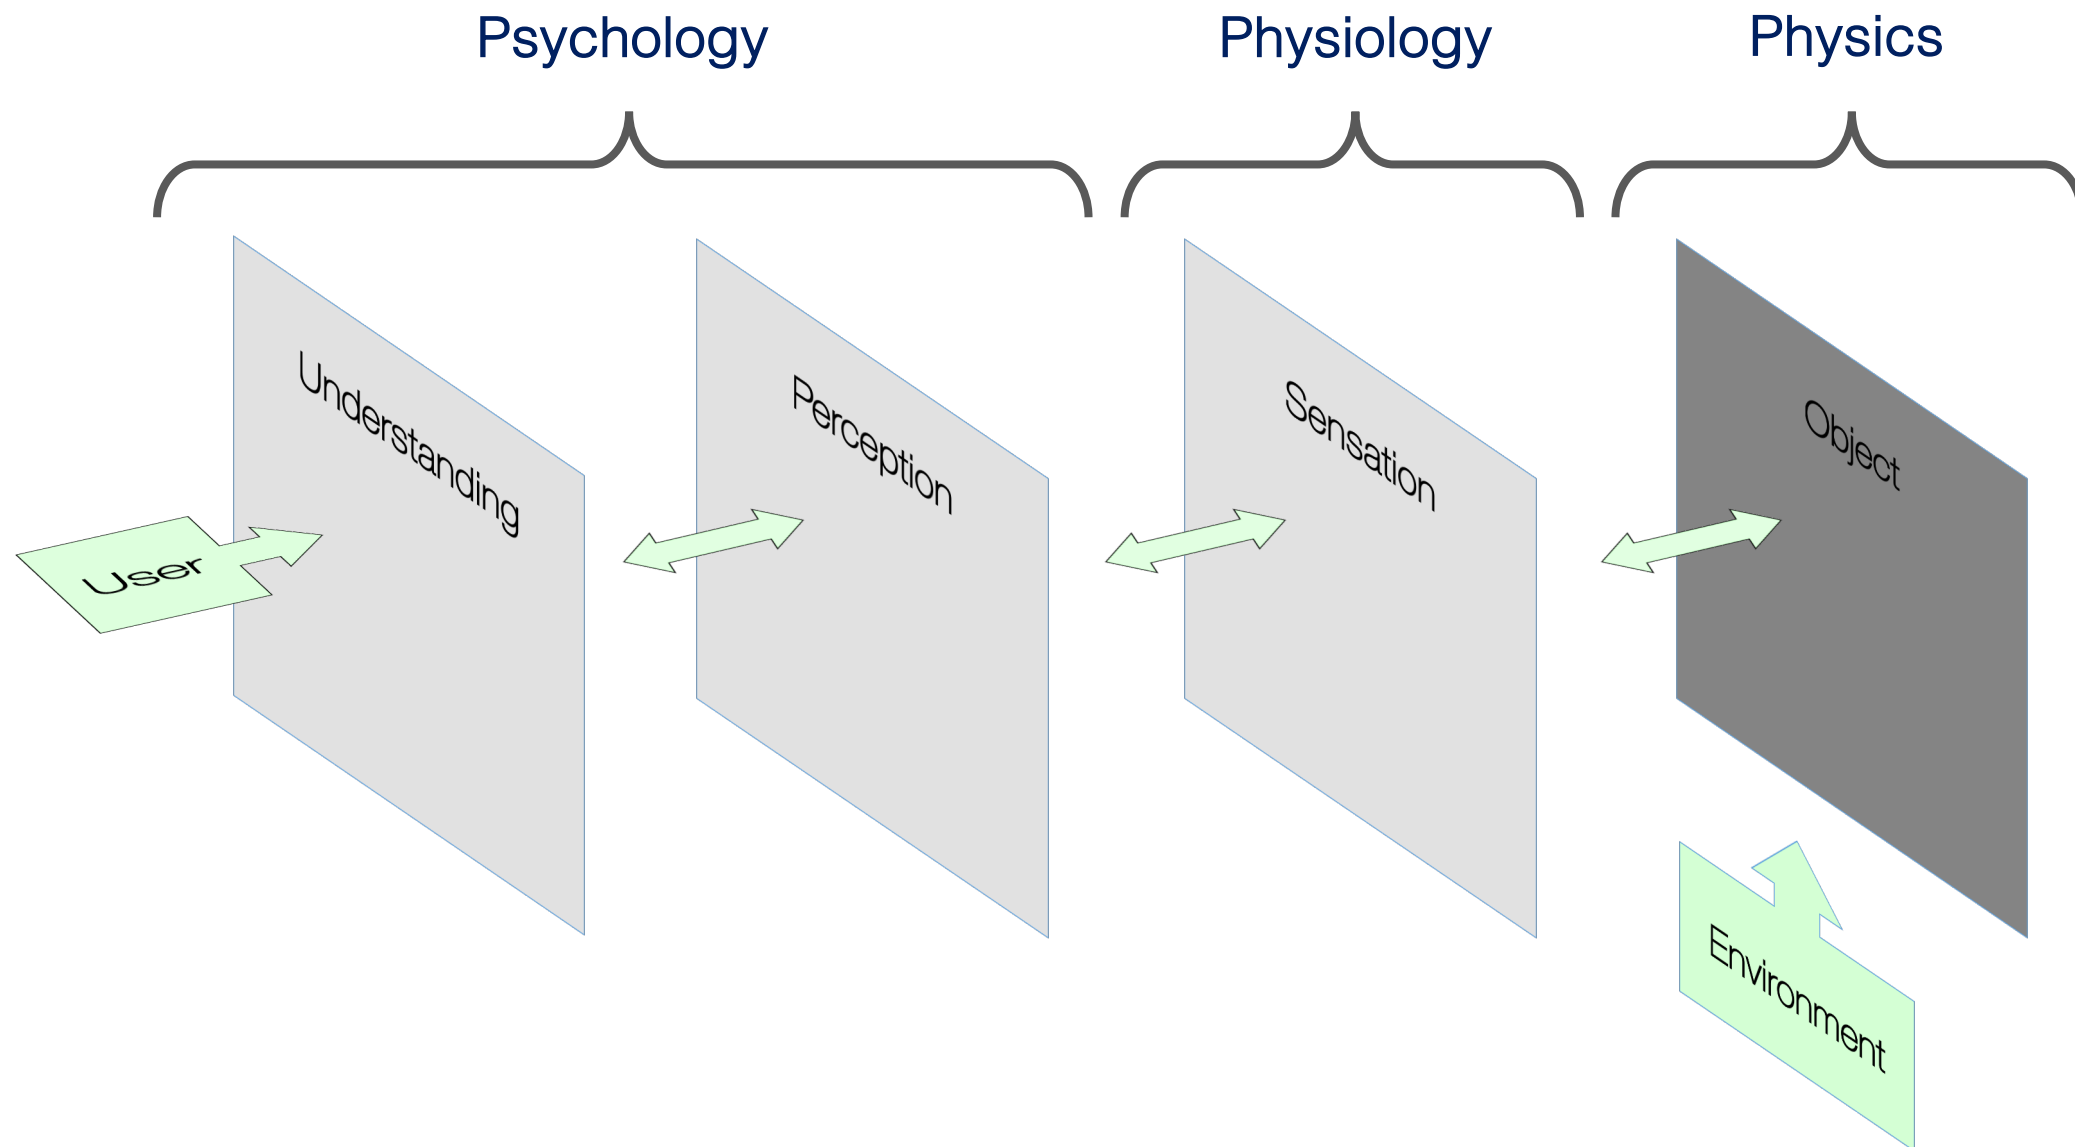 Psychology
Physiology
Physics
Understanding
Perception
Sensation
Object
User
Environment